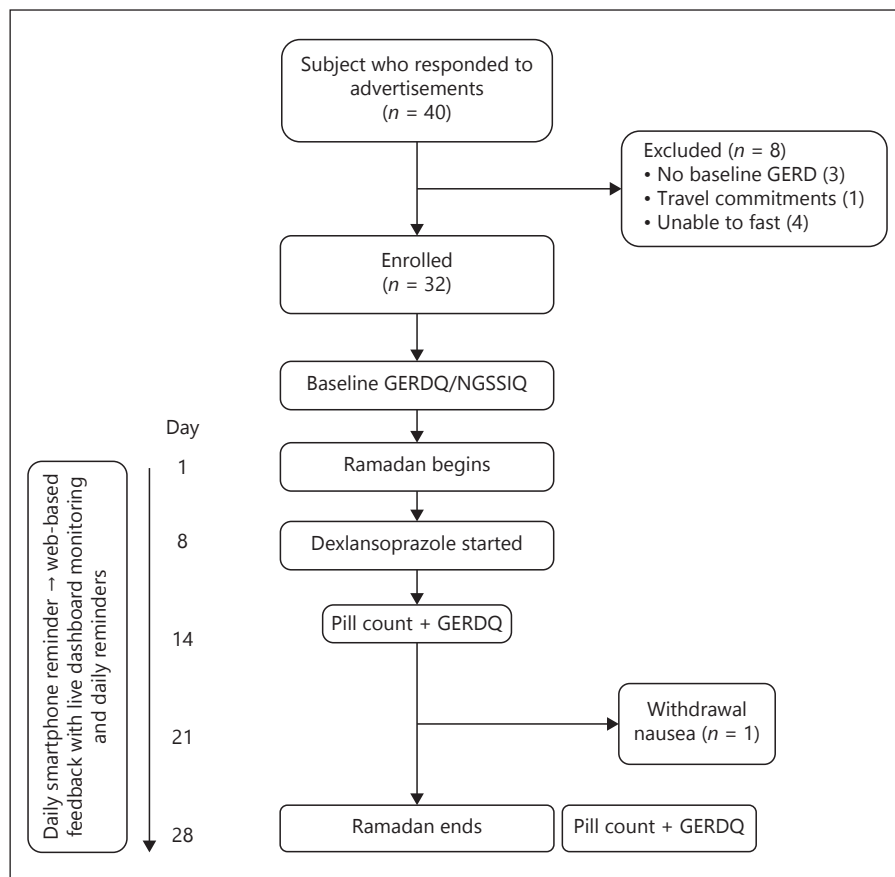 Subject who responded to
advertisements
(n = 40)
Excluded (n = 8)
• No baseline GERD (3)
• Travel commitments (1)
• Unable to fast (4)
Enrolled
(n = 32)
Baseline GERDQ/NGSSIQ
Day
1
Ramadan begins
8
Dexlansoprazole started
14
Pill count + GERDQ
21
Withdrawal
nausea (n = 1)
28
Ramadan ends
Pill count + GERDQ
Daily smartphone reminder → web-based
feedback with live dashboard monitoring
and daily reminders